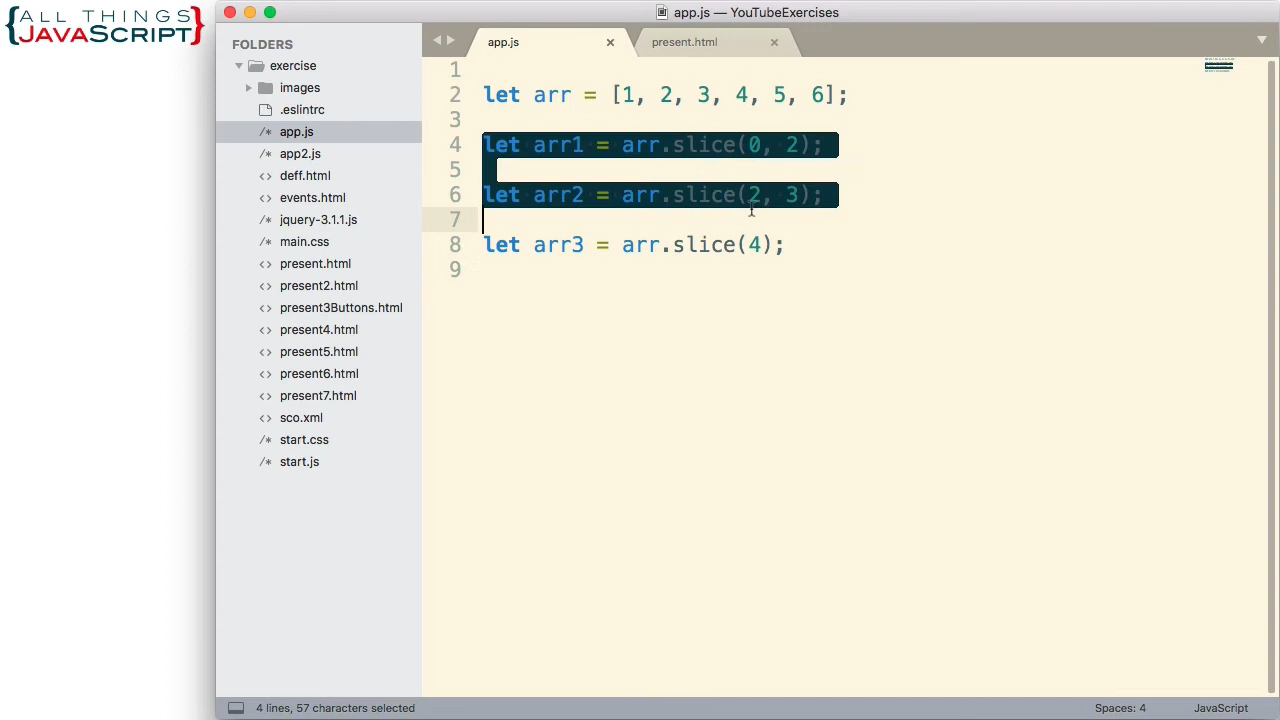 {ALL THINGS
JAVASCRIPT}
app.js — YouTubeExercises
FOLDERS
exercise
images
.eslintrc
/* app.js
/* app2.js
<> deff.html
<> events.html
/* jquery-3.1.1.js
/* main.css
<> present.html
<> present2.html
<> present3Buttons.html
<> present4.html
<> present5.html
<> present6.html
<> present7.html
<> sco.xml
/* start.css
/* start.js
app.js × present.html ×
1
2 let arr = [1, 2, 3, 4, 5, 6];
3
4 let arr1 = arr.slice(0, 2);
5
6 let arr2 = arr.slice(2, 3);
7
8 let arr3 = arr.slice(4);
9
4 lines, 57 characters selected
Spaces: 4
JavaScript